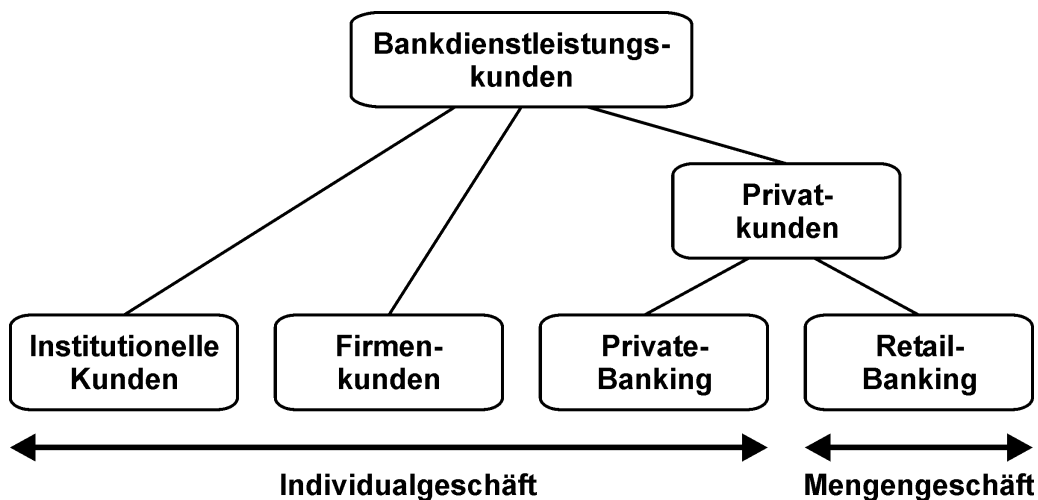 Bankdienstleistungs-
kunden
Privat-
kunden
Institutionelle
Kunden
Firmen-
kunden
Private-
Banking
Retail-
Banking
Individualgeschäft
Mengengeschäft